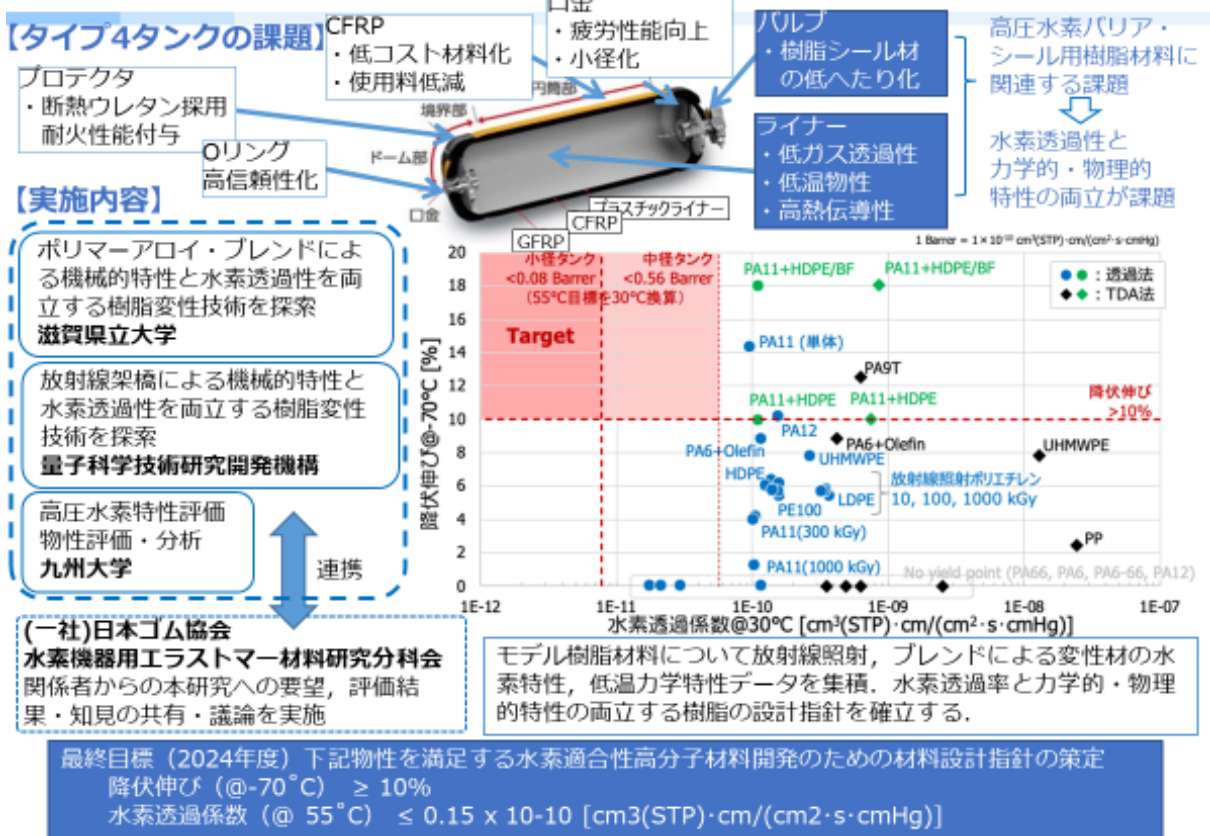 【タイプ4タンクの課題】
プロテクタ
・断熱ウレタン採用
耐火性能付与
CFRP
・低コスト材料化
・使用料低減
口金
・疲労性能向上
・小径化
バルブ
・樹脂シール材
の低へたり化
高圧水素バリア・
シール用樹脂材料に
関連する課題
水素透過性と
力学的・物理的
特性の両立が課題
Oリング
高信頼性化
ライナー
・低ガス透過性
・低温物性
・高熱伝導性
円筒部
境界部
ドーム部
口金
プラスチックライナー
CFRP
GFRP
【実施内容】
ポリマーアロイ・ブレンドによ
る機械的特性と水素透過性を両
立する樹脂変性技術を探索
滋賀県立大学
放射線架橋による機械的特性と
水素透過性を両立する樹脂変性
技術を探索
量子科学技術研究開発機構
高圧水素特性評価
物性評価・分析
九州大学
連携
(一社)日本ゴム協会
水素機器用エラストマー材料研究分科会
関係者からの本研究への要望，評価結
果・知見の共有・議論を実施
1 Barrer = 1×10⁻¹⁰ cm³(STP)·cm/(cm²·s·cmHg)
小径タンク
<0.08 Barrer
中径タンク
<0.56 Barrer
（55℃目標を30℃換算）
Target
PA11+HDPE/BF
PA11+HDPE/BF
：透過法
：TDA法
PA11 (単体)
PA9T
PA11+HDPE
PA11+HDPE
降伏伸び
>10%
PA12
PA6+Olefin
PA6+Olefin
UHMWPE
UHMWPE
HDPE
放射線照射ポリエチレン
10, 100, 1000 kGy
LDPE
PE100
PA11(300 kGy)
PP
PA11(1000 kGy)
No yield point (PA66, PA6, PA6-66, PA12)
降伏伸び@-70℃ [%]
20
18
16
14
12
10
8
6
4
2
0
1E-12
1E-11
1E-10
1E-09
1E-08
1E-07
水素透過係数@30℃ [cm³(STP)·cm/(cm²·s·cmHg)]
モデル樹脂材料について放射線照射，ブレンドによる変性材の水
素特性，低温力学特性データを集積．水素透過率と力学的・物理
的特性の両立する樹脂の設計指針を確立する．
最終目標（2024年度）下記物性を満足する水素適合性高分子材料開発のための材料設計指針の策定
降伏伸び（@-70˚C） ≥ 10%
水素透過係数（@ 55˚C） ≤ 0.15 x 10-10 [cm3(STP)·cm/(cm2·s·cmHg)]